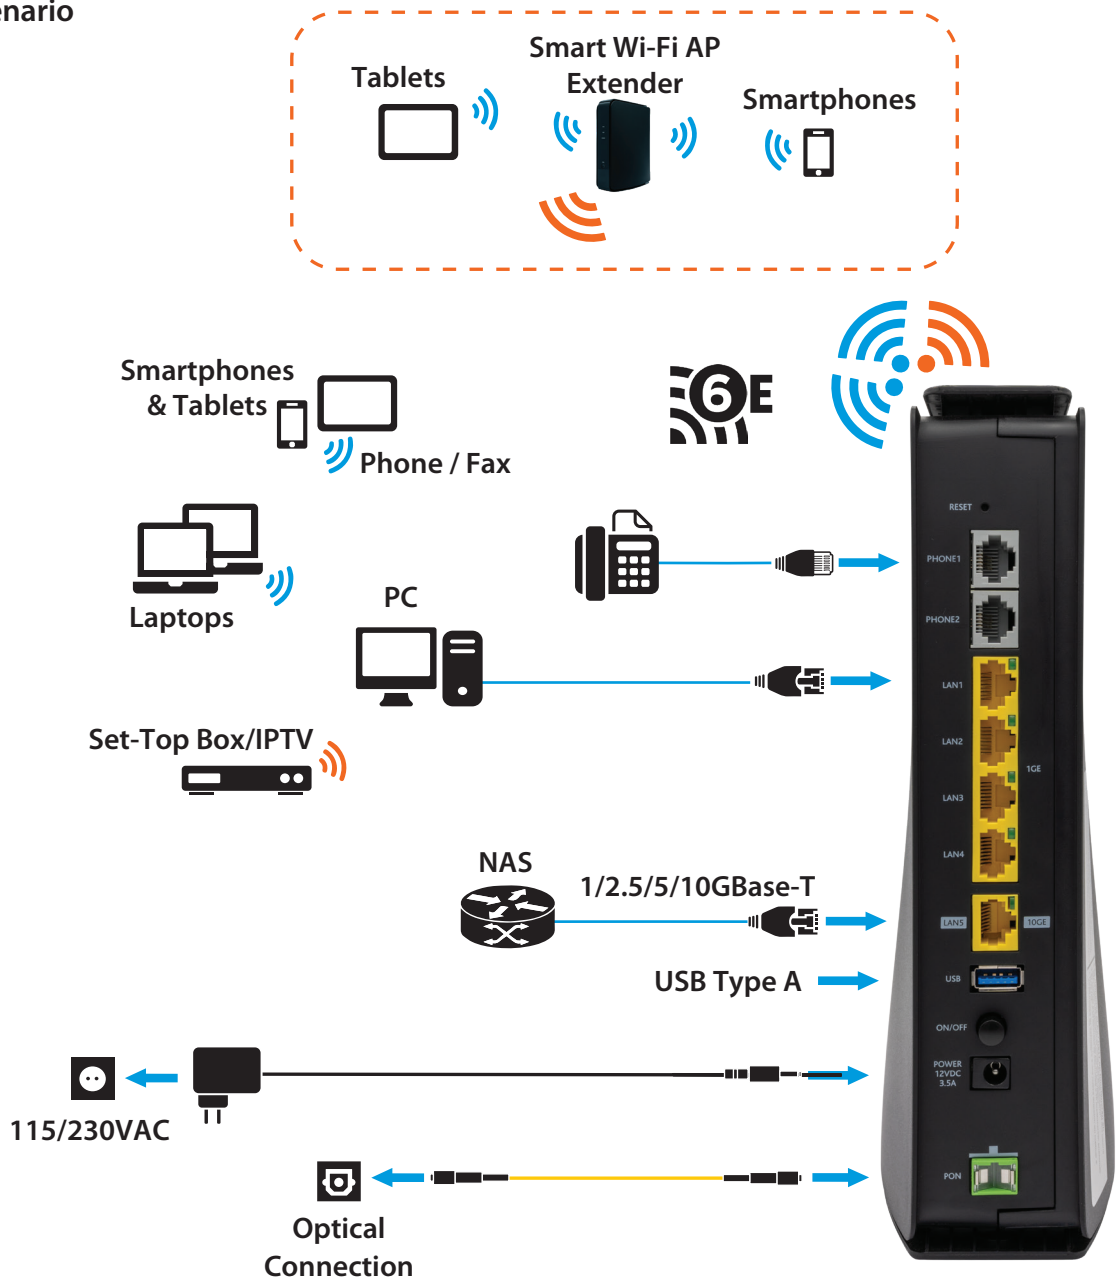 enario
Smart Wi-Fi AP
Extender
Tablets
Smartphones
Smartphones
& Tablets
6E
Phone / Fax
Laptops
PC
Set-Top Box/IPTV
NAS
1/2.5/5/10GBase-T
USB Type A
115/230VAC
Optical
Connection
RESET
PHONE1
PHONE2
LAN1
LAN2
1GE
LAN3
LAN4
LAN5
10GE
USB
ON/OFF
POWER
12VDC
3.5A
PON